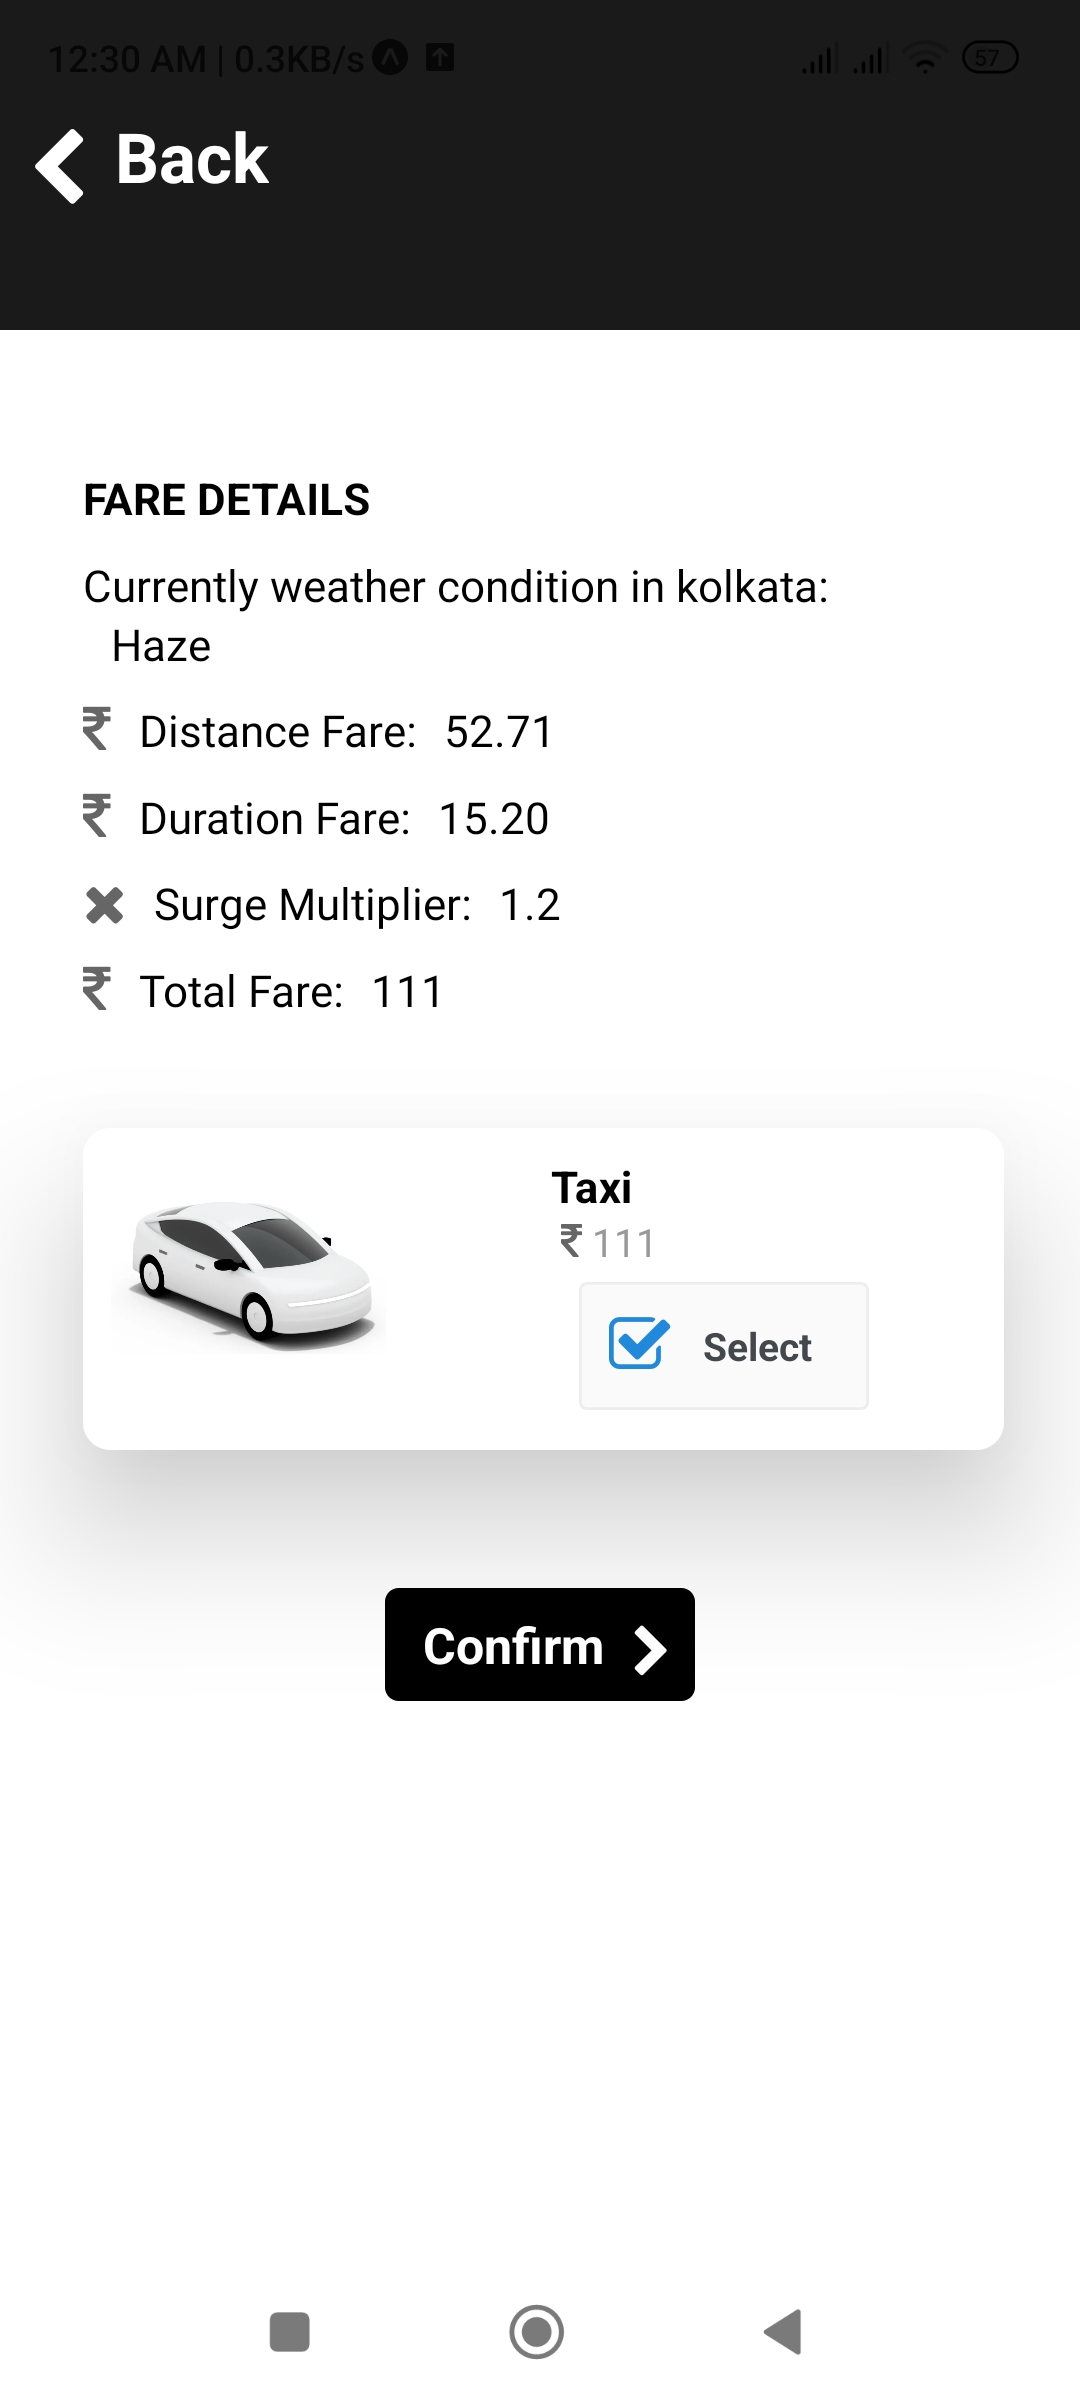 12:30 AM | 0.3KB/s
57
Back
FARE DETAILS
Currently weather condition in kolkata:
Haze
₹ Distance Fare: 52.71
₹ Duration Fare: 15.20
Surge Multiplier: 1.2
₹ Total Fare: 111
Taxi
₹ 111
Select
Confirm